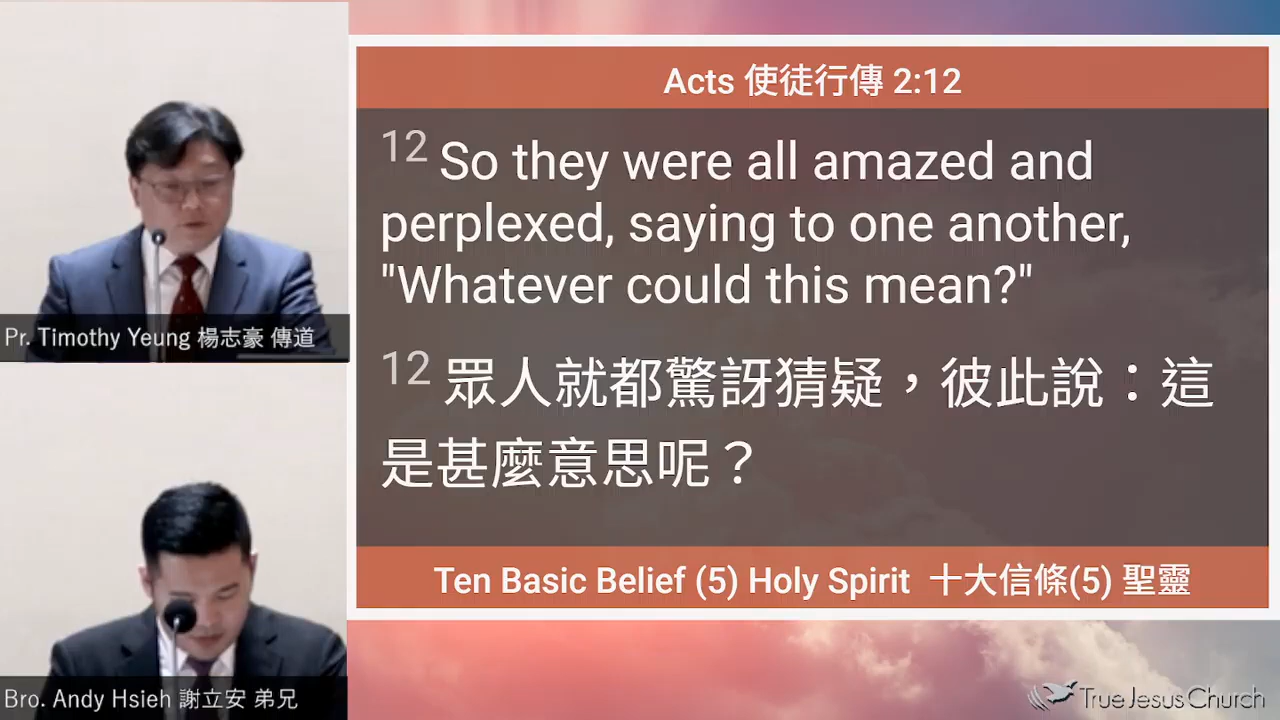 Acts 使徒行傳 2:12
12 So they were all amazed and
perplexed, saying to one another,
"Whatever could this mean?"
12 眾人就都驚訝猜疑，彼此說：這
是甚麼意思呢？
Ten Basic Belief (5) Holy Spirit 十大信條(5) 聖靈
Pr. Timothy Yeung 楊志豪 傳道
Bro. Andy Hsieh 謝立安 弟兄
True Jesus Church